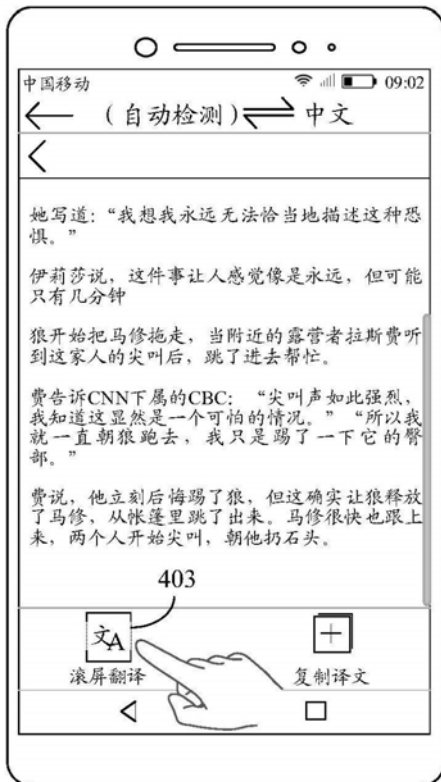 中国移动 09:02
（自动检测） 中文
她写道：“我想我永远无法恰当地描述这种恐
惧。”
伊莉莎说，这件事让人感觉像是永远，但可能
只有几分钟
狼开始把马修拖走，当附近的露营者拉斯费听
到这家人的尖叫后，跳了进去帮忙。
费告诉CNN下属的CBC：“尖叫声如此强烈，
我知道这显然是一个可怕的情况。”“所以我
就一直朝狼跑去，我只是踢了一下它的臀
部。”
费说，他立刻后悔踢了狼，但这确实让狼释放
了马修，从帐篷里跳了出来。马修很快也跟上
来，两个人开始尖叫，朝他扔石头。
403
文A
滚屏翻译 复制译文